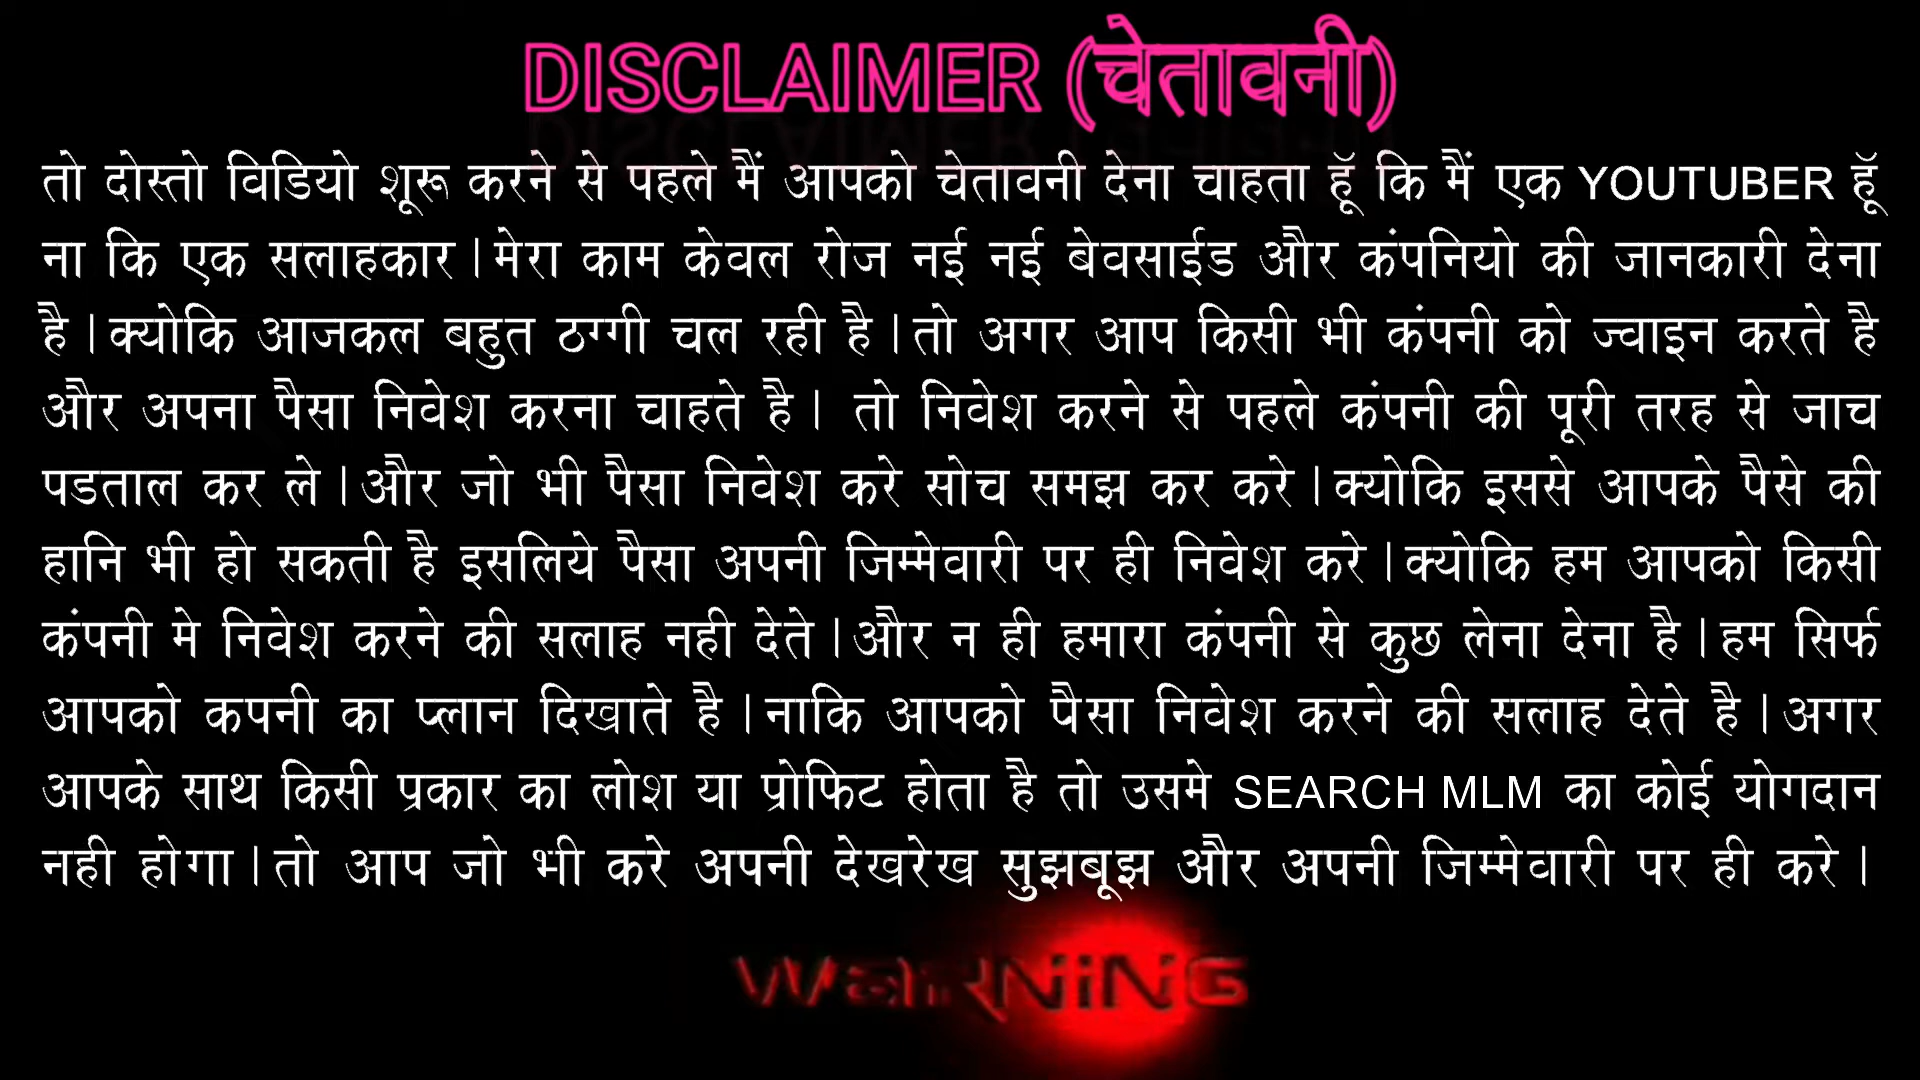 DISCLAIMER (चेतावनी)
तो दोस्तो विडियो शूरू करने से पहले मैं आपको चेतावनी देना चाहता हूॅ कि मैं एक YOUTUBER हूॅ
ना कि एक सलाहकार।मेरा काम केवल रोज नई नई बेवसाईड और कंपनियो की जानकारी देना
है।क्योकि आजकल बहुत ठग्गी चल रही है।तो अगर आप किसी भी कंपनी को ज्वाइन करते है
और अपना पैसा निवेश करना चाहते है। तो निवेश करने से पहले कंपनी की पूरी तरह से जाच
पडताल कर ले।और जो भी पैसा निवेश करे सोच समझ कर करे।क्योकि इससे आपके पैसे की
हानि भी हो सकती है इसलिये पैसा अपनी जिम्मेवारी पर ही निवेश करे।क्योकि हम आपको किसी
कंपनी मे निवेश करने की सलाह नही देते।और न ही हमारा कंपनी से कुछ लेना देना है।हम सिर्फ
आपको कपनी का प्लान दिखाते है।नाकि आपको पैसा निवेश करने की सलाह देते है।अगर
आपके साथ किसी प्रकार का लोश या प्रोफिट होता है तो उसमे SEARCH MLM का कोई योगदान
नही होगा।तो आप जो भी करे अपनी देखरेख सुझबूझ और अपनी जिम्मेवारी पर ही करे।
WARNiNG